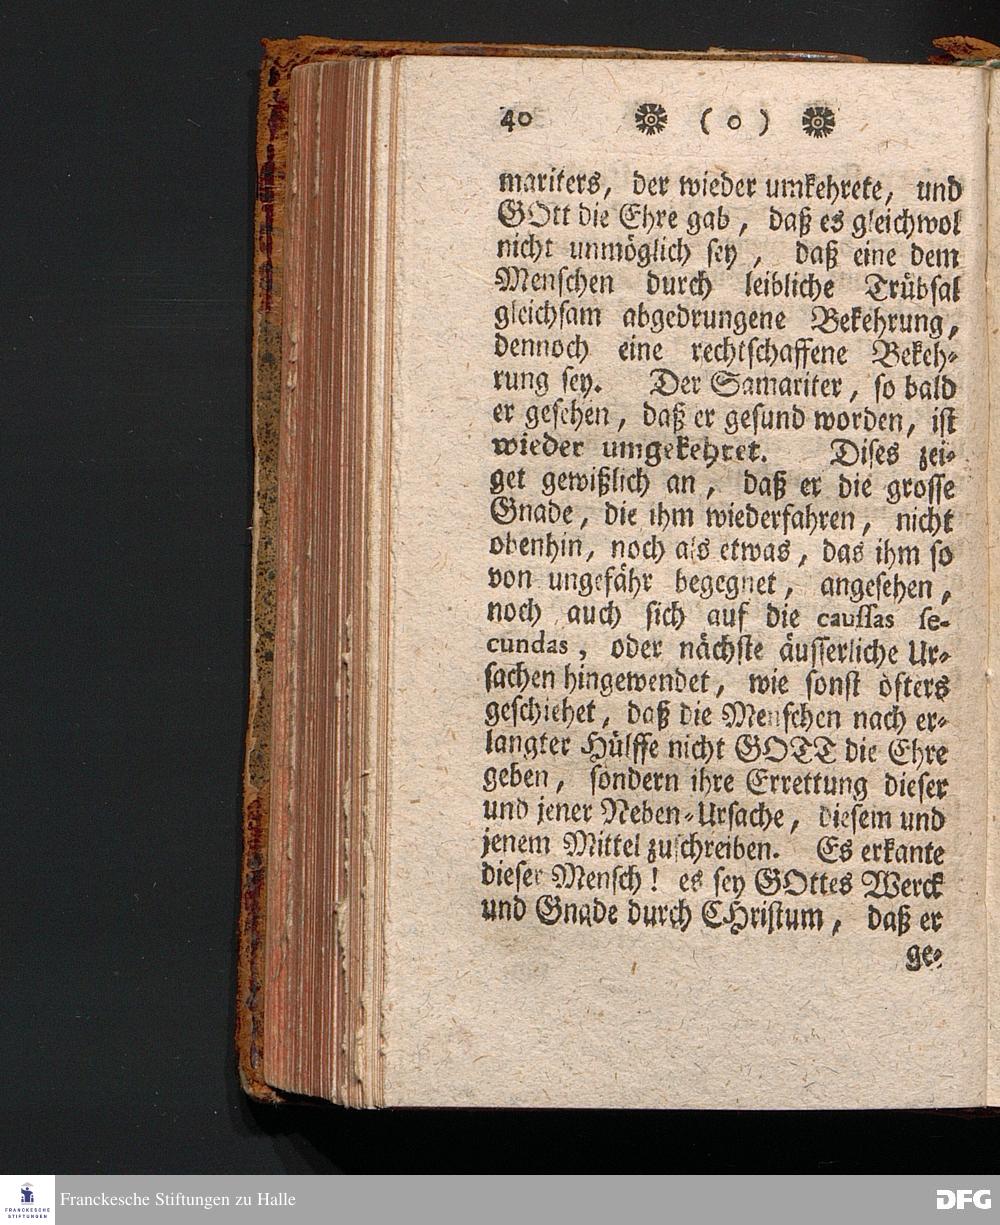 40 ( o )
mariters, der wieder umkehrete, und
GOtt die Ehre gab, daß es gleichwol
nicht unmöglich sey, daß eine dem
Menschen durch leibliche Trübsal
gleichsam abgedrungene Bekehrung,
dennoch eine rechtschaffene Bekeh-
rung sey. Der Samariter, so bald
er gesehen, daß er gesund worden, ist
wieder umgekehret. Dises zei-
get gewißlich an, daß er die grosse
Gnade, die ihm wiederfahren, nicht
obenhin, noch als etwas, das ihm so
von ungefähr begegnet, angesehen,
noch auch sich auf die caussas se-
cundas, oder nächste äusserliche Ur-
sachen hingewendet, wie sonst öfters
geschiehet, daß die Menschen nach er-
langter Hülffe nicht GOTT die Ehre
geben, sondern ihre Errettung dieser
und jener Neben-Ursache, diesem und
jenem Mittel zuschreiben. Es erkante
dieser Mensch! es sey GOttes Werck
und Gnade durch CHristum, daß er
ge-
FRANCKESCHE
STIFTUNGEN
Franckesche Stiftungen zu Halle
DFG